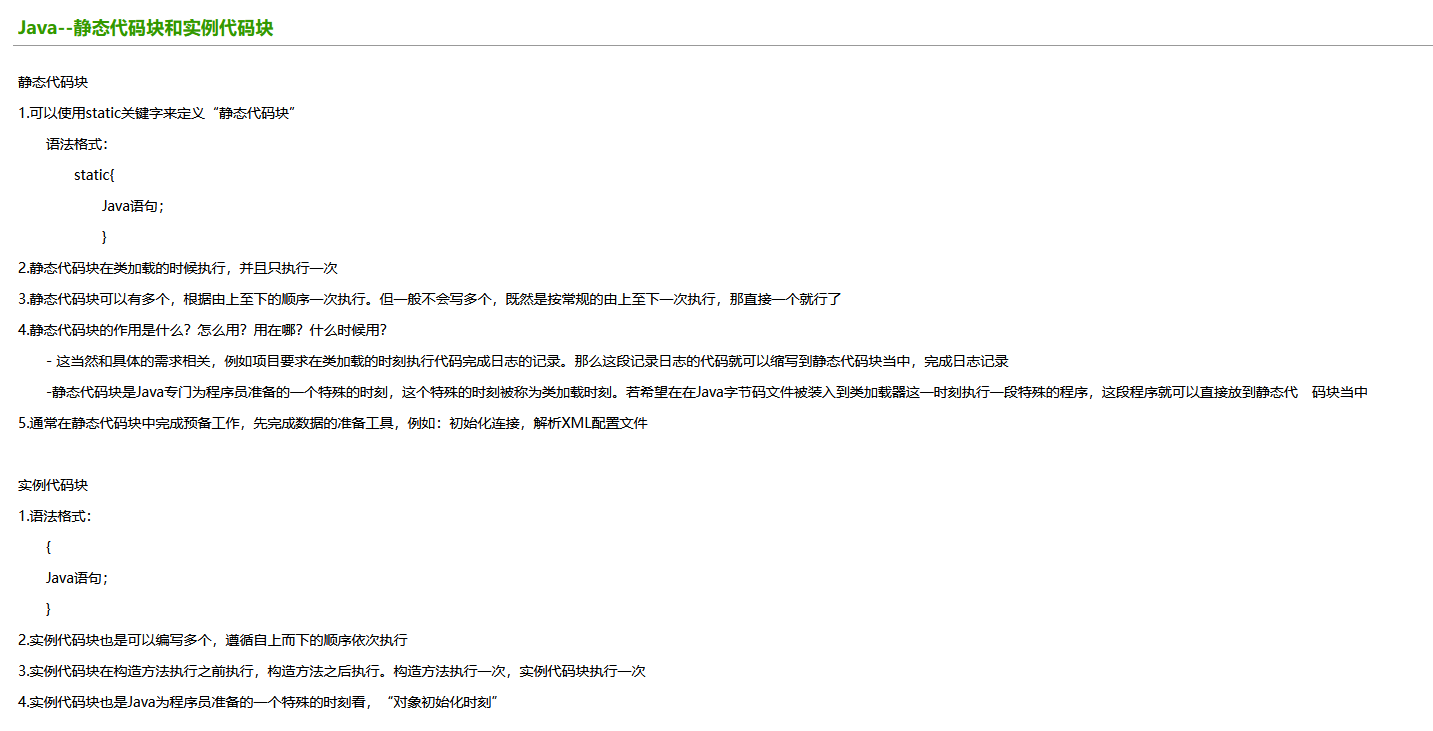 Java--静态代码块和实例代码块
静态代码块
1.可以使用static关键字来定义“静态代码块”
语法格式：
static{
Java语句；
}
2.静态代码块在类加载的时候执行，并且只执行一次
3.静态代码块可以有多个，根据由上至下的顺序一次执行。但一般不会写多个，既然是按常规的由上至下一次执行，那直接一个就行了
4.静态代码块的作用是什么？怎么用？用在哪？什么时候用？
- 这当然和具体的需求相关，例如项目要求在类加载的时刻执行代码完成日志的记录。那么这段记录日志的代码就可以缩写到静态代码块当中，完成日志记录
-静态代码块是Java专门为程序员准备的一个特殊的时刻，这个特殊的时刻被称为类加载时刻。若希望在在Java字节码文件被装入到类加载器这一时刻执行一段特殊的程序，这段程序就可以直接放到静态代　码块当中
5.通常在静态代码块中完成预备工作，先完成数据的准备工具，例如：初始化连接，解析XML配置文件
实例代码块
1.语法格式：
{
Java语句；
}
2.实例代码块也是可以编写多个，遵循自上而下的顺序依次执行
3.实例代码块在构造方法执行之前执行，构造方法之后执行。构造方法执行一次，实例代码块执行一次
4.实例代码块也是Java为程序员准备的一个特殊的时刻看，“对象初始化时刻”